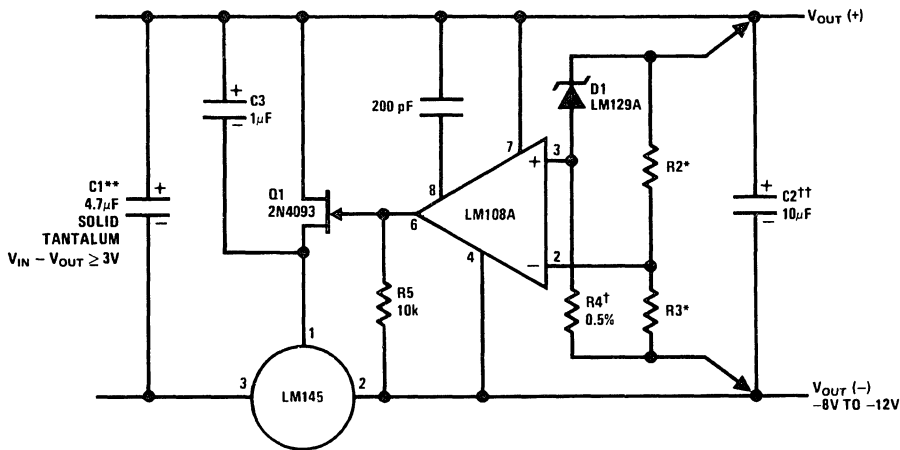 V_OUT (+)
C3
1µF
+
−
200 pF
D1
LM129A
7
3
+
R2*
C1**
4.7µF
SOLID
TANTALUM
V_IN − V_OUT ≥ 3V
+
−
Q1
2N4093
8
6
LM108A
4
−
2
C2††
10µF
+
−
R5
10k
R4†
0.5%
R3*
1
3
LM145
2
V_OUT (−)
−8V TO −12V